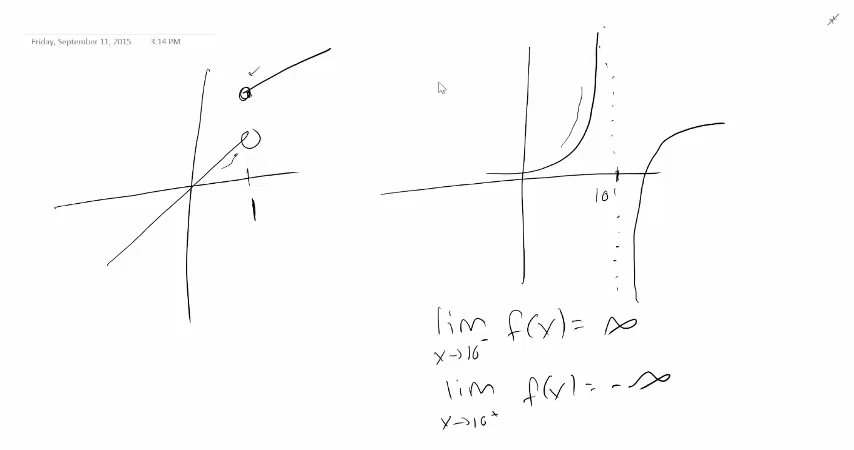 Friday, September 11, 2015 3:14 PM
1
10
lim f(x) = ∞
x→10⁻
lim f(x) = -∞
x→10⁺